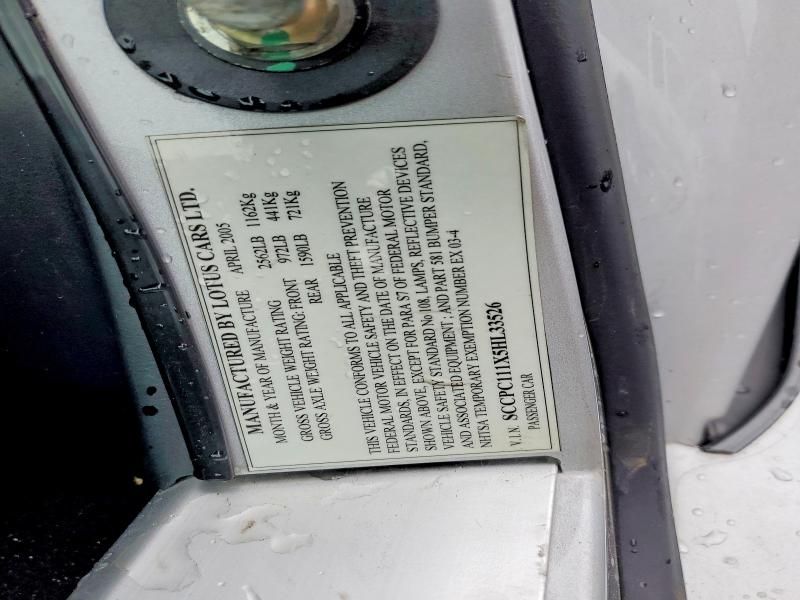 MANUFACTURED BY LOTUS CARS LTD.
MONTH & YEAR OF MANUFACTURE APRIL 2005
GROSS VEHICLE WEIGHT RATING 2562LB 1162Kg
GROSS AXLE WEIGHT RATING: FRONT 972LB 441Kg
REAR 1590LB 721Kg
THIS VEHICLE CONFORMS TO ALL APPLICABLE
FEDERAL MOTOR VEHICLE SAFETY AND THEFT PREVENTION
STANDARDS, IN EFFECT ON THE DATE OF MANUFACTURE
SHOWN ABOVE, EXCEPT FOR PARA S7 OF FEDERAL MOTOR
VEHICLE SAFETY STANDARD No 108, LAMPS, REFLECTIVE DEVICES
AND ASSOCIATED EQUIPMENT ; AND PART 581 BUMPER STANDARD,
NHTSA TEMPORARY EXEMPTION NUMBER EX 03-4
V.I.N. SCCPC111X5HL33526
PASSENGER CAR